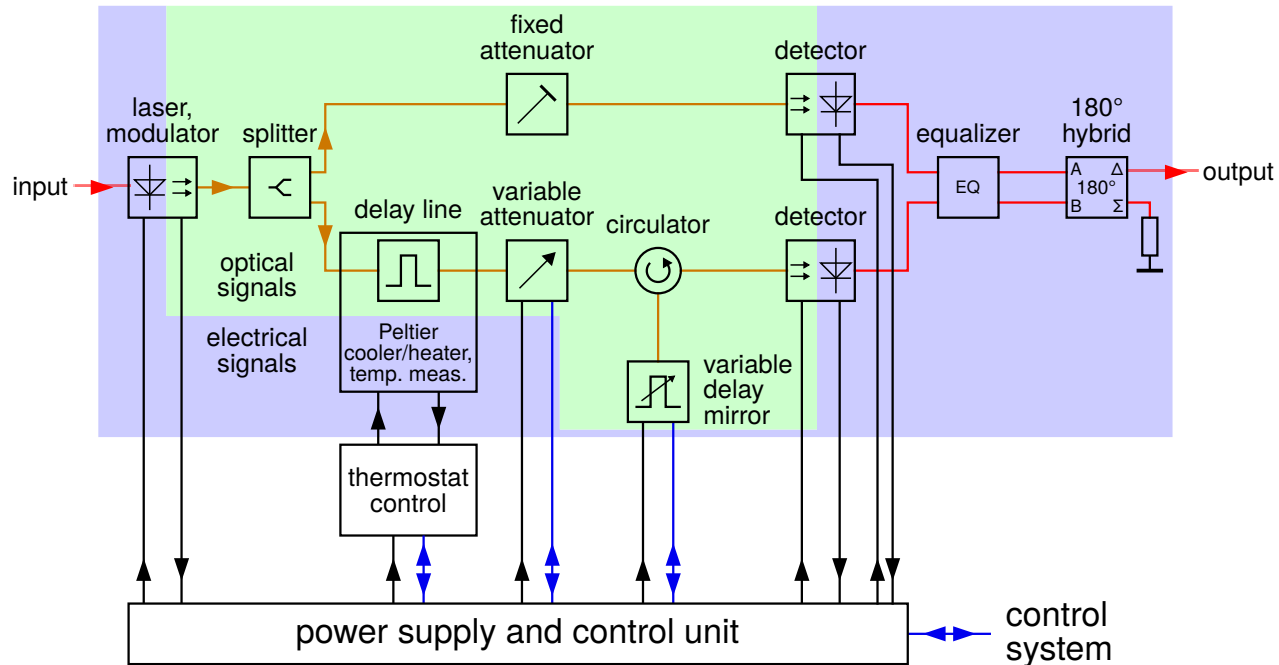 fixed
attenuator
detector
laser,
modulator
splitter
equalizer
180°
hybrid
input
EQ
A Δ
180°
B Σ
output
delay line
variable
attenuator
circulator
detector
optical
signals
electrical
signals
Peltier
cooler/heater,
temp. meas.
variable
delay
mirror
thermostat
control
power supply and control unit
control
system